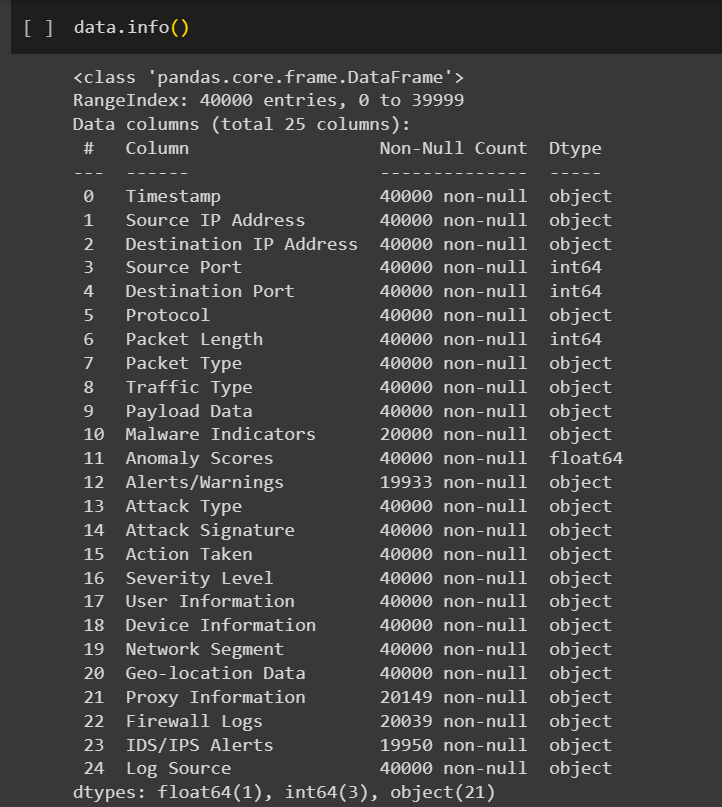 [ ] data.info()
<class 'pandas.core.frame.DataFrame'>
RangeIndex: 40000 entries, 0 to 39999
Data columns (total 25 columns):
 #   Column                  Non-Null Count  Dtype
---  ------                  --------------  -----
 0   Timestamp               40000 non-null  object
 1   Source IP Address       40000 non-null  object
 2   Destination IP Address  40000 non-null  object
 3   Source Port             40000 non-null  int64
 4   Destination Port        40000 non-null  int64
 5   Protocol                40000 non-null  object
 6   Packet Length           40000 non-null  int64
 7   Packet Type             40000 non-null  object
 8   Traffic Type            40000 non-null  object
 9   Payload Data            40000 non-null  object
 10  Malware Indicators      20000 non-null  object
 11  Anomaly Scores          40000 non-null  float64
 12  Alerts/Warnings         19933 non-null  object
 13  Attack Type             40000 non-null  object
 14  Attack Signature        40000 non-null  object
 15  Action Taken            40000 non-null  object
 16  Severity Level          40000 non-null  object
 17  User Information        40000 non-null  object
 18  Device Information      40000 non-null  object
 19  Network Segment         40000 non-null  object
 20  Geo-location Data       40000 non-null  object
 21  Proxy Information       20149 non-null  object
 22  Firewall Logs           20039 non-null  object
 23  IDS/IPS Alerts          19950 non-null  object
 24  Log Source              40000 non-null  object
dtypes: float64(1), int64(3), object(21)